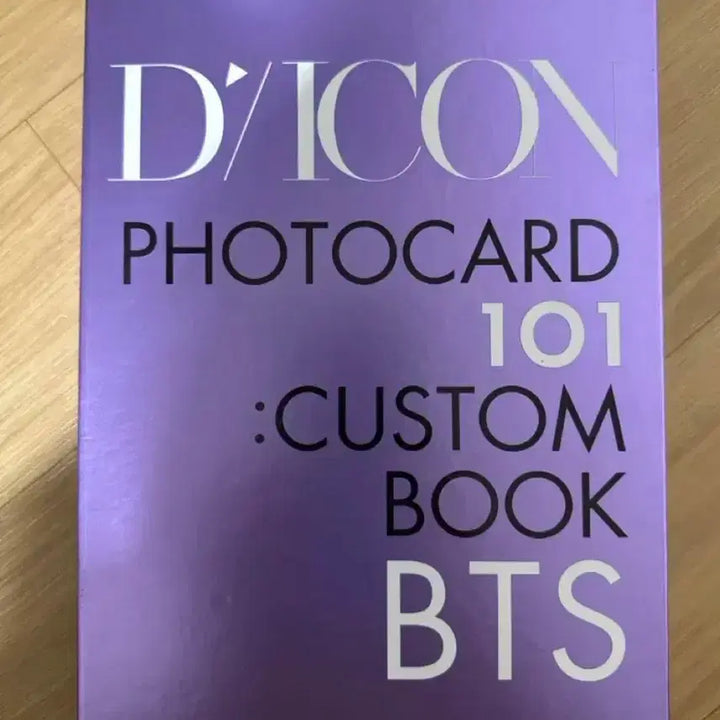 D'/ICON
PHOTOCARD
101
:CUSTOM
BOOK
BTS